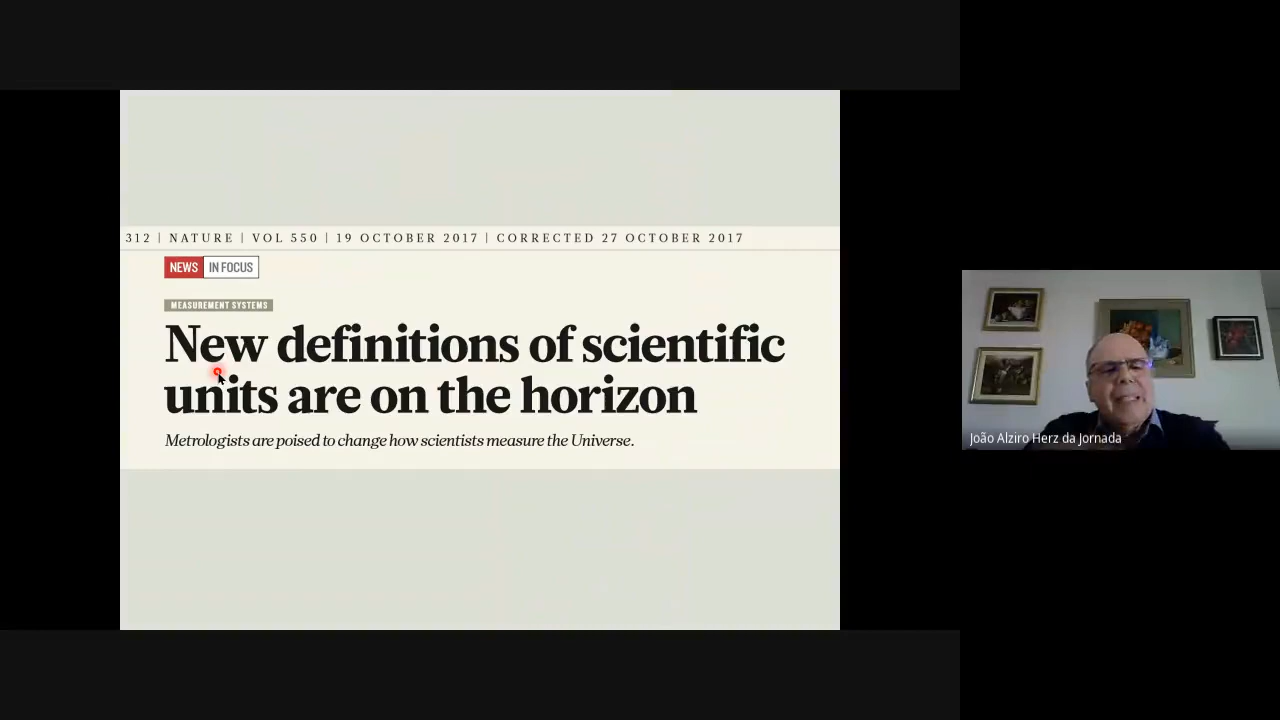 312 | NATURE | VOL 550 | 19 OCTOBER 2017 | CORRECTED 27 OCTOBER 2017
NEWS IN FOCUS
MEASUREMENT SYSTEMS
New definitions of scientific
units are on the horizon
Metrologists are poised to change how scientists measure the Universe.
João Alziro Herz da Jornada